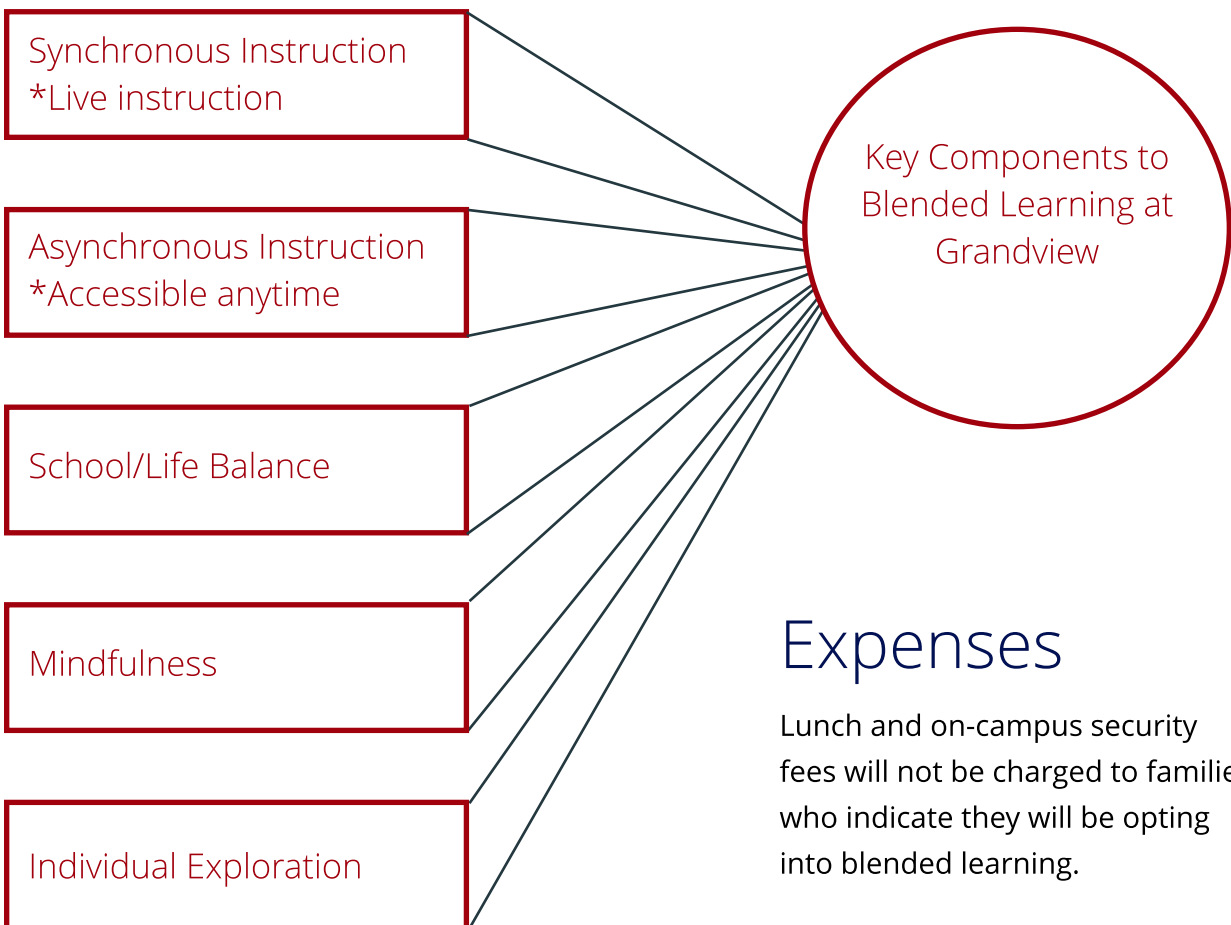 Synchronous Instruction
*Live instruction
Asynchronous Instruction
*Accessible anytime
School/Life Balance
Mindfulness
Individual Exploration
Key Components to
Blended Learning at
Grandview
Expenses
Lunch and on-campus security
fees will not be charged to familie
who indicate they will be opting
into blended learning.